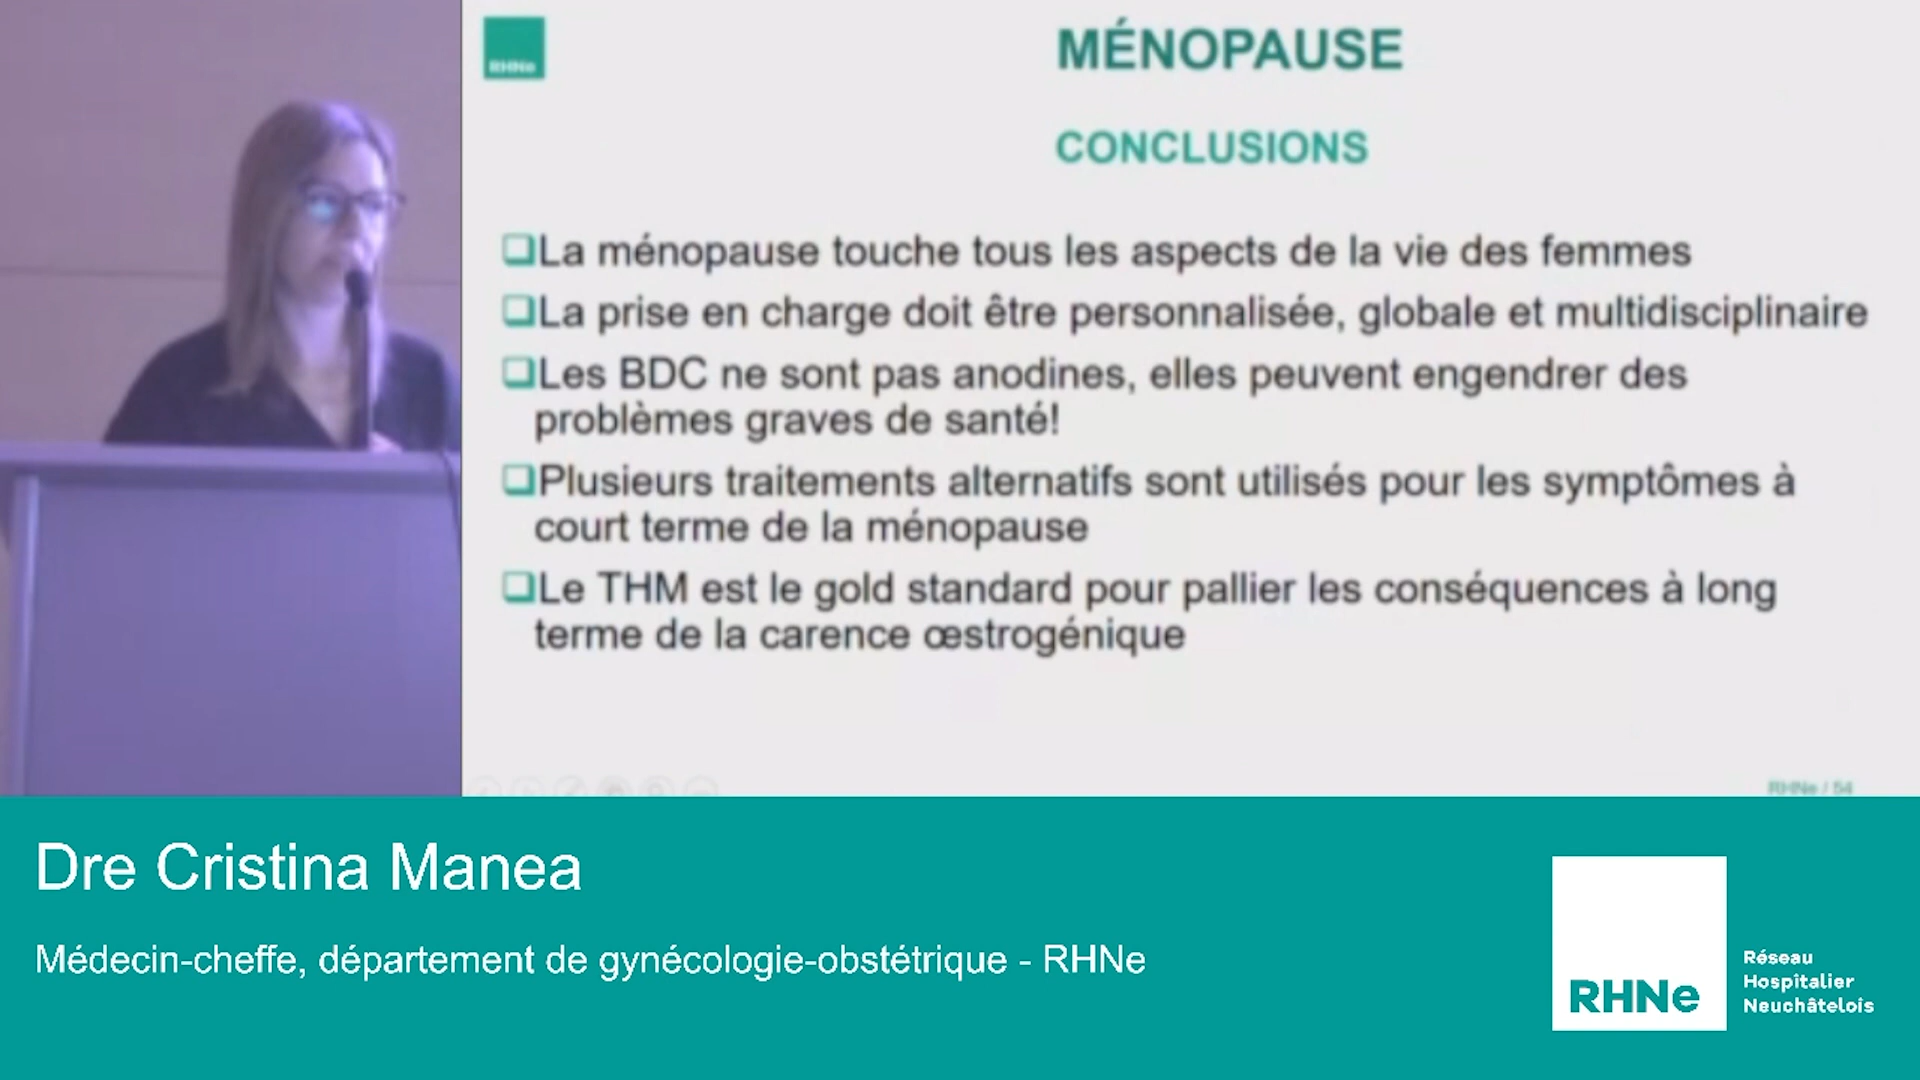 RHNe
MÉNOPAUSE
CONCLUSIONS
La ménopause touche tous les aspects de la vie des femmes
La prise en charge doit être personnalisée, globale et multidisciplinaire
Les BDC ne sont pas anodines, elles peuvent engendrer des
problèmes graves de santé!
Plusieurs traitements alternatifs sont utilisés pour les symptômes à
court terme de la ménopause
Le THM est le gold standard pour pallier les conséquences à long
terme de la carence œstrogénique
RHNe / 54
Dre Cristina Manea
Médecin-cheffe, département de gynécologie-obstétrique - RHNe
RHNe
Réseau
Hospitalier
Neuchâtelois